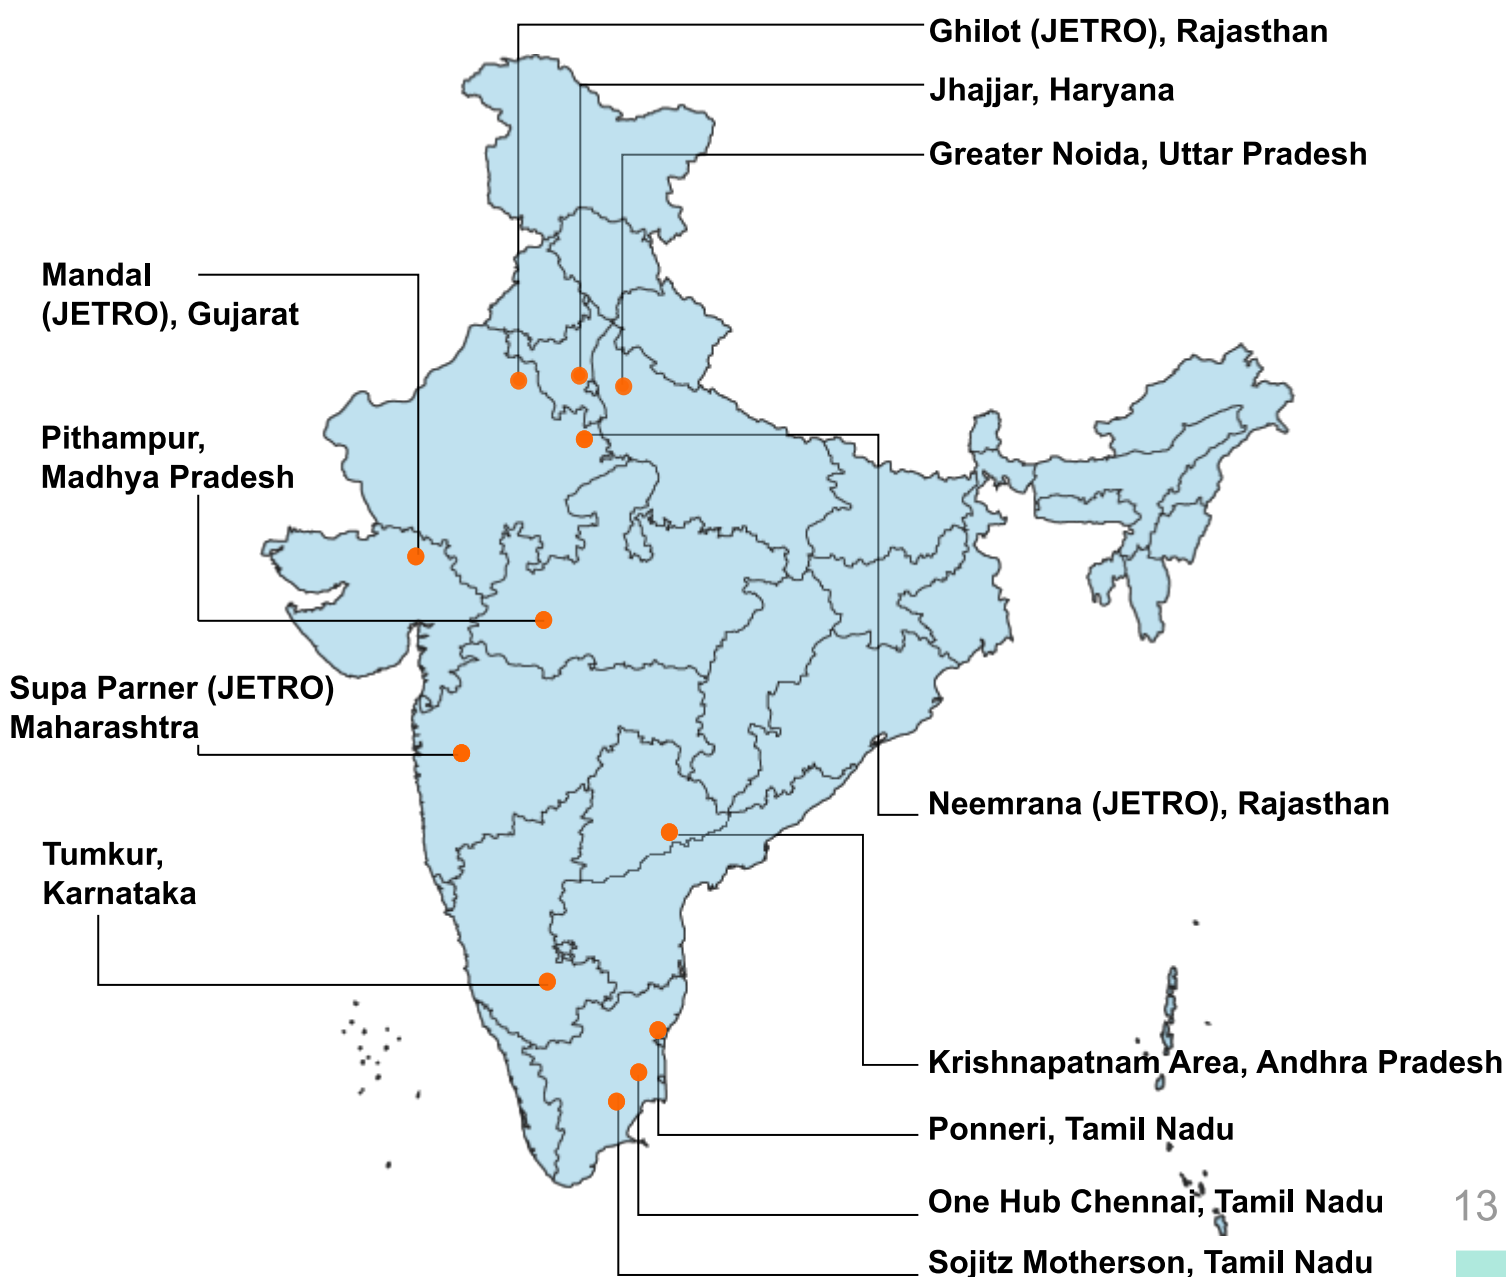 Ghilot (JETRO), Rajasthan
Jhajjar, Haryana
Greater Noida, Uttar Pradesh
Mandal
(JETRO), Gujarat
Pithampur,
Madhya Pradesh
Supa Parner (JETRO)
Maharashtra
Neemrana (JETRO), Rajasthan
Tumkur,
Karnataka
Krishnapatnam Area, Andhra Pradesh
Ponneri, Tamil Nadu
One Hub Chennai, Tamil Nadu
13
Sojitz Motherson, Tamil Nadu